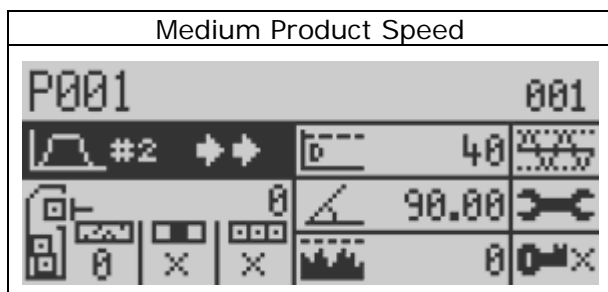 Medium Product Speed
P001 001
#2 D 40
0 90.00
0 × × 0 ×